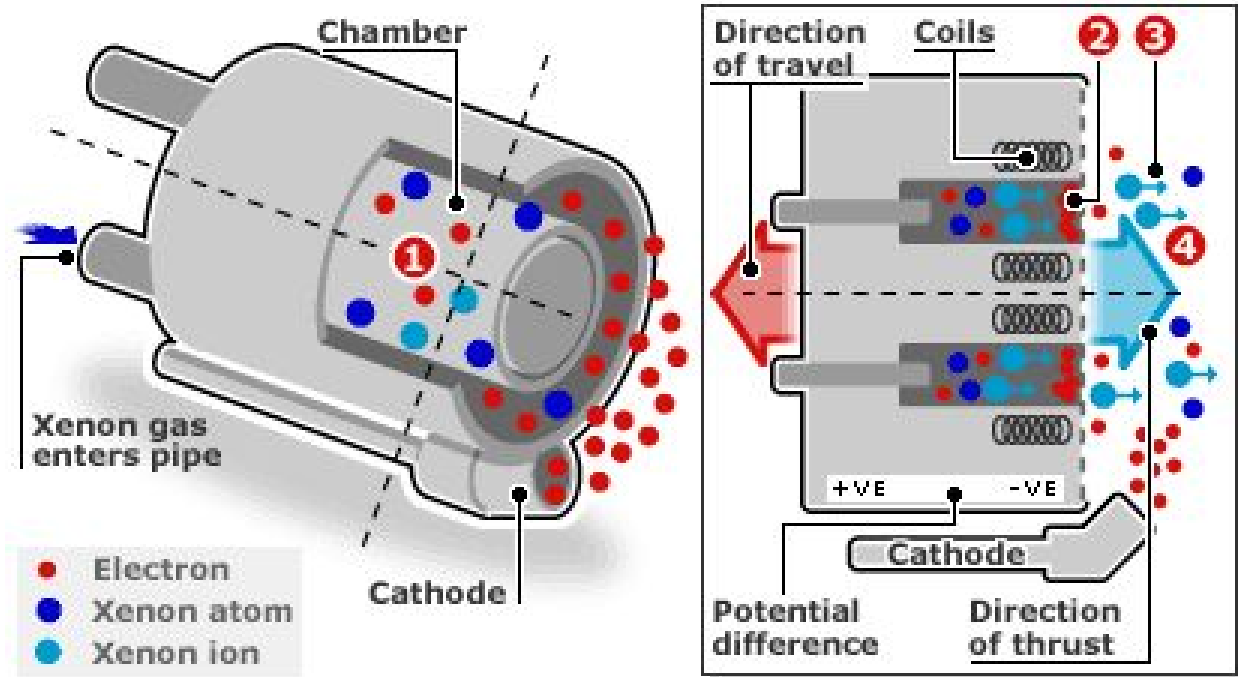 Chamber
1
Xenon gas
enters pipe
Cathode
Electron
Xenon atom
Xenon ion
Direction
of travel
Coils
2
3
4
+VE
-VE
Cathode
Potential
difference
Direction
of thrust